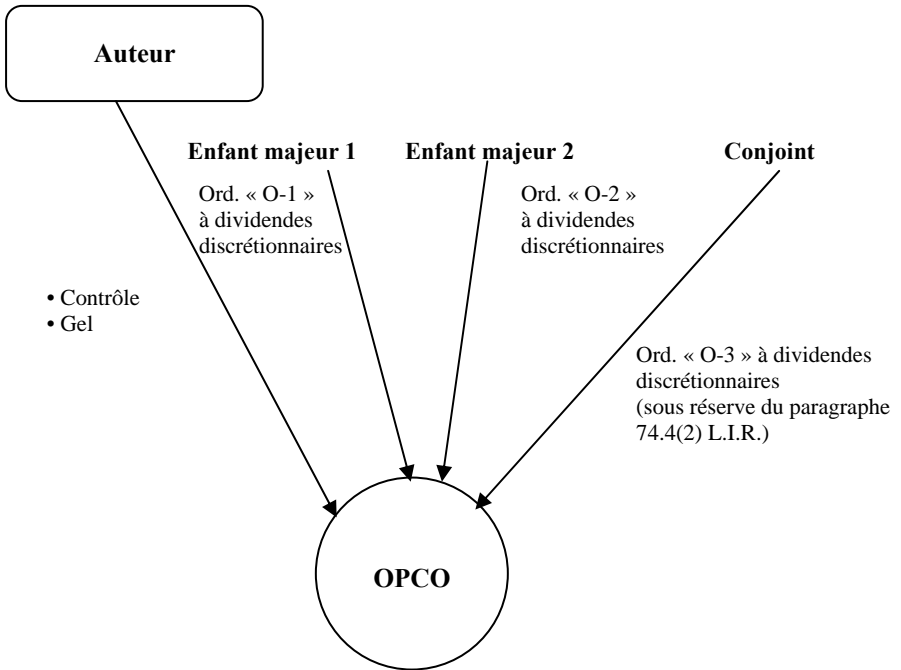 Auteur
Enfant majeur 1
Enfant majeur 2
Conjoint
Ord. « O-1 »
à dividendes
discrétionnaires
Ord. « O-2 »
à dividendes
discrétionnaires
• Contrôle
• Gel
Ord. « O-3 » à dividendes
discrétionnaires
(sous réserve du paragraphe
74.4(2) L.I.R.)
OPCO